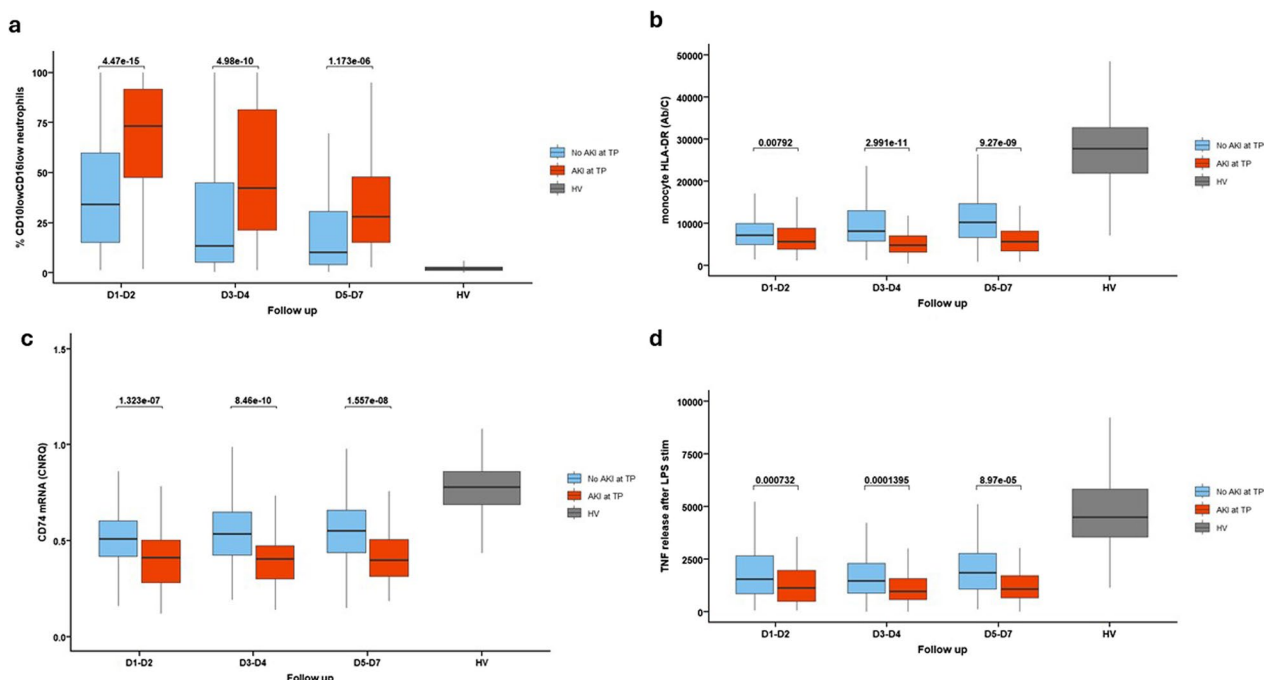 a
% CD10lowCD16low neutrophils
100
75
50
25
0
4.47e-15
4.98e-10
1.173e-06
D1-D2
D3-D4
D5-D7
HV
Follow up
No AKI at TP
AKI at TP
HV
b
monocyte HLA-DR (Ab/C)
50000
40000
30000
20000
10000
0
0.00792
2.991e-11
9.27e-09
D1-D2
D3-D4
D5-D7
HV
Follow up
No AKI at TP
AKI at TP
HV
c
CD74 mRNA (CNRQ)
1.5
1.0
0.5
0.0
1.323e-07
8.46e-10
1.557e-08
D1-D2
D3-D4
D5-D7
HV
Follow up
No AKI at TP
AKI at TP
HV
d
TNF release after LPS stim
10000
7500
5000
2500
0
0.000732
0.0001395
8.97e-05
D1-D2
D3-D4
D5-D7
HV
Follow up
No AKI at TP
AKI at TP
HV